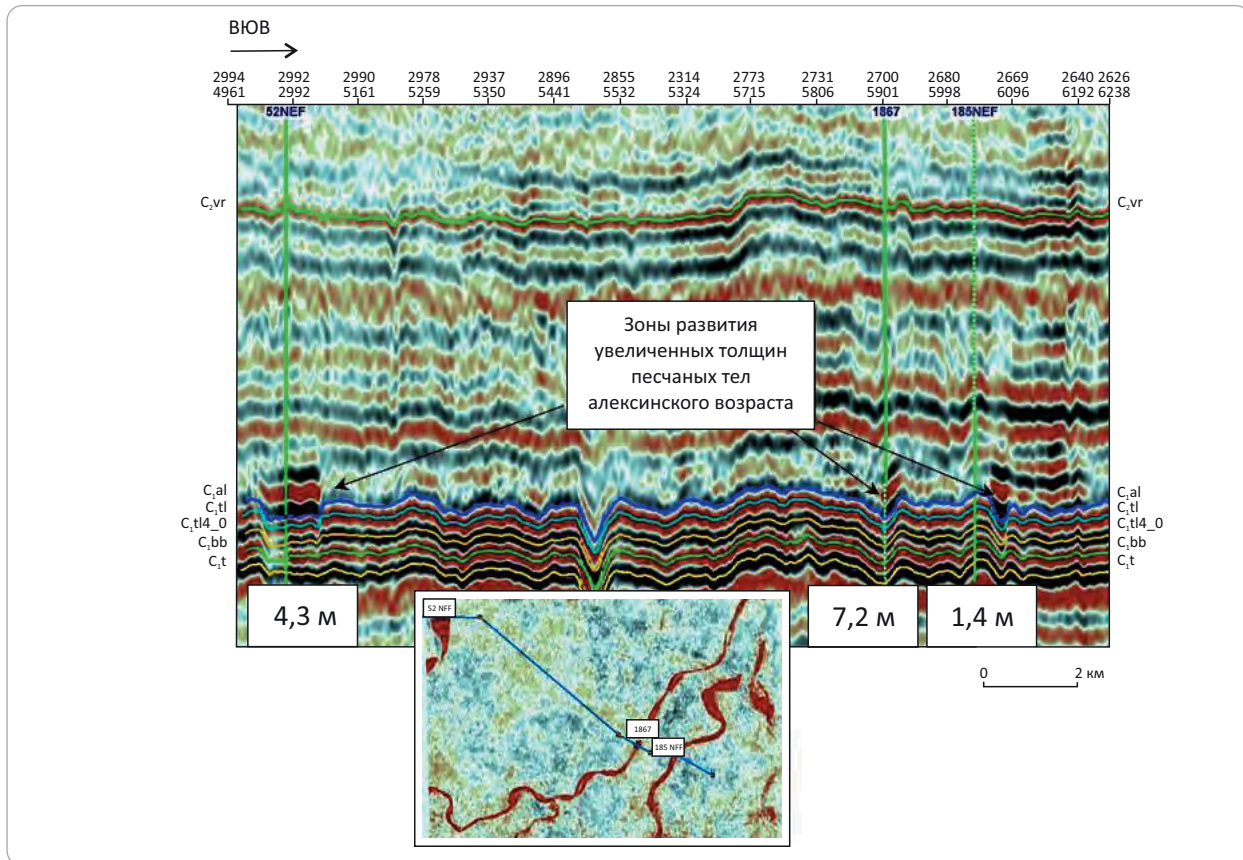 ВЮВ
2994 2992 2990 2978 2937 2896 2855 2314 2773 2731 2700 2680 2669 2640 2626
4961 2992 5161 5259 5350 5441 5532 5324 5715 5806 5901 5998 6096 6192 6238
52NEF 1867 185NEF
C₂vr C₂vr
Зоны развития
увеличенных толщин
песчаных тел
алексинского возраста
C₁al C₁al
C₁tl C₁tl
C₁tl4_0 C₁tl4_0
C₁bb C₁bb
C₁t C₁t
4,3 м 7,2 м 1,4 м
52 NFF
1867
185 NFF
0 2 км